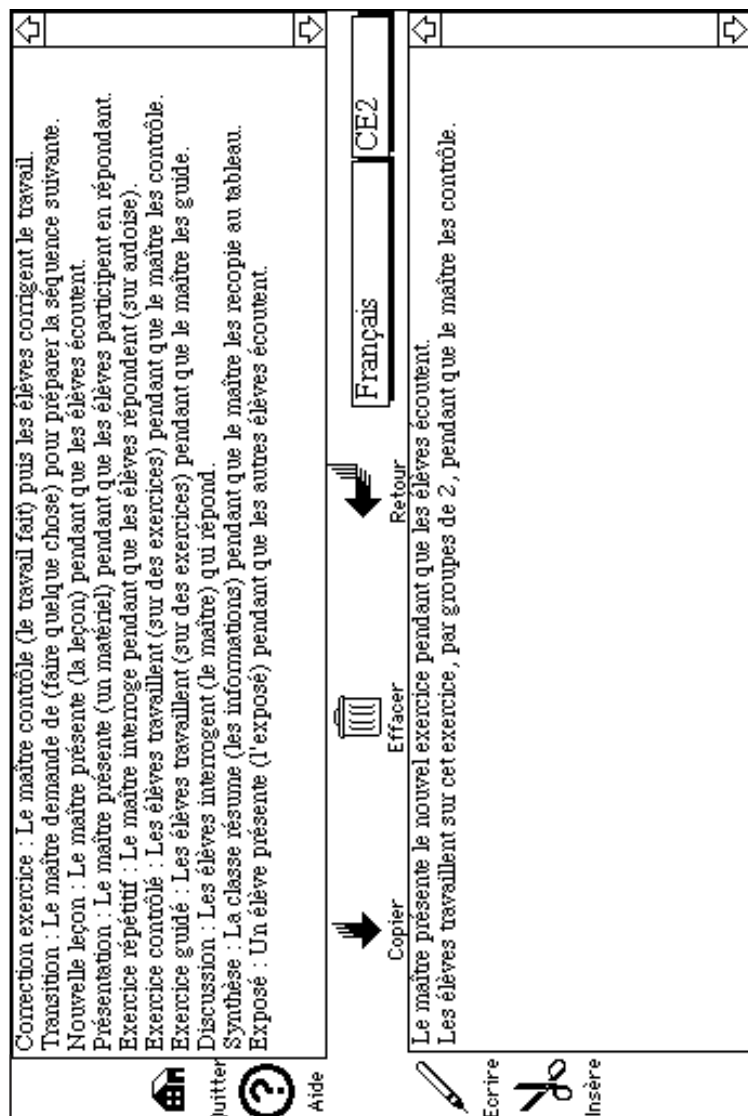 Correction exercice : Le maître contrôle (le travail fait) puis les élèves corrigent le travail.
Transition : Le maître demande de (faire quelque chose) pour préparer la séquence suivante.
Nouvelle leçon : Le maître présente (la leçon) pendant que les élèves écoutent.
Présentation : Le maître présente (un matériel) pendant que les élèves participent en répondant.
Exercice répétitif : Le maître interroge pendant que les élèves répondent (sur ardoise).
Exercice contrôlé : Les élèves travaillent (sur des exercices) pendant que le maître les contrôle.
Exercice guidé : Les élèves travaillent (sur des exercices) pendant que le maître les guide.
Discussion : Les élèves interrogent (le maître) qui répond.
Synthèse : La classe résume (les informations) pendant que le maître les recopie au tableau.
Exposé : Un élève présente (l'exposé) pendant que les autres élèves écoutent.
Quitter
Aide
Copier
Effacer
Retour
Français
CE2
Le maître présente le nouvel exercice pendant que les élèves écoutent.
Les élèves travaillent sur cet exercice, par groupes de 2, pendant que le maître les contrôle.
Ecrire
Insère